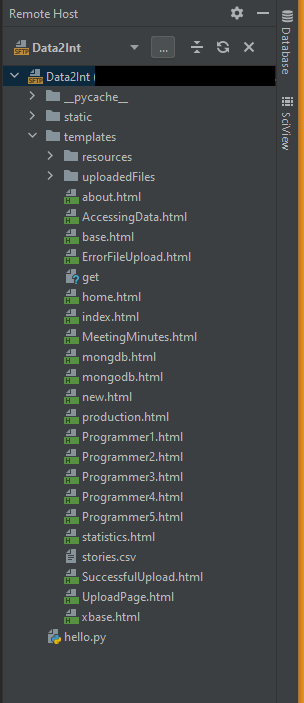 Remote Host
SFTP Data2Int ...
SFTP Data2Int (
__pycache__
static
templates
resources
uploadedFiles
about.html
AccessingData.html
base.html
ErrorFileUpload.html
get
home.html
index.html
MeetingMinutes.html
mongdb.html
mongodb.html
new.html
production.html
Programmer1.html
Programmer2.html
Programmer3.html
Programmer4.html
Programmer5.html
statistics.html
stories.csv
SuccessfulUpload.html
UploadPage.html
xbase.html
hello.py
Database
SciView